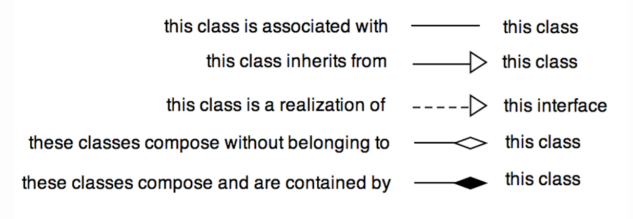 this class is associated with this class
this class inherits from this class
this class is a realization of this interface
these classes compose without belonging to this class
these classes compose and are contained by this class